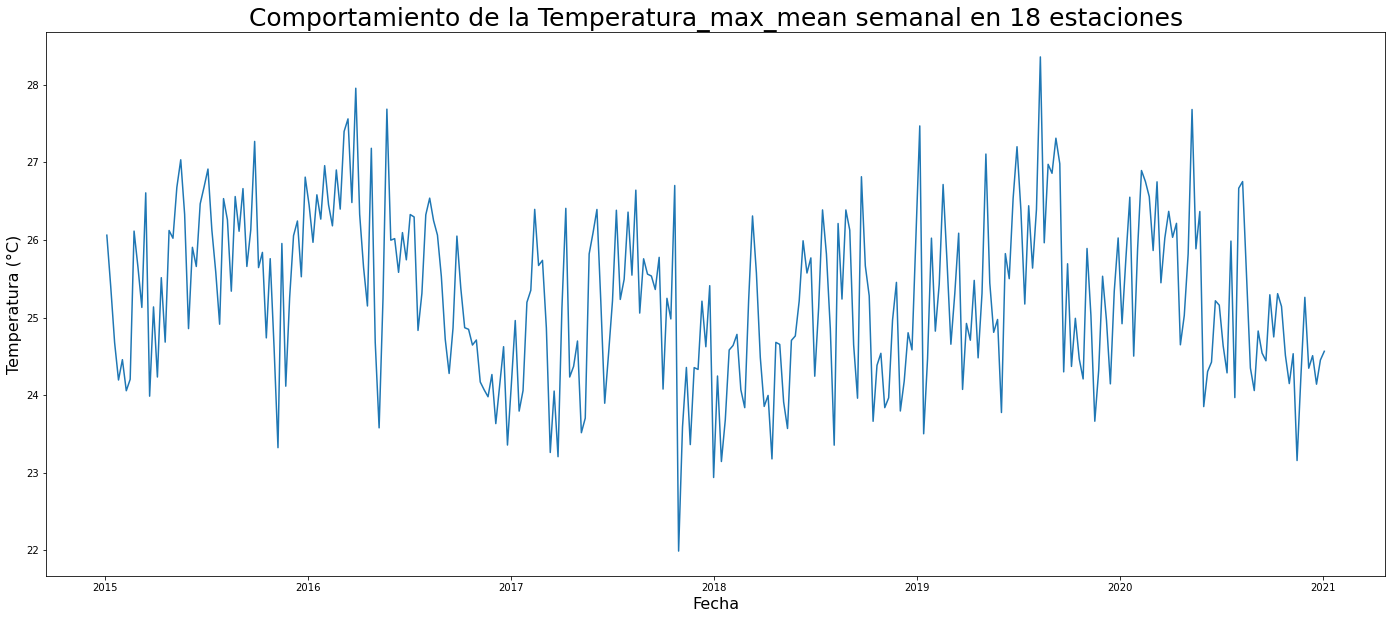 Comportamiento de la Temperatura_max_mean semanal en 18 estaciones
Temperatura (°C)
28
27
26
25
24
23
22
2015 2016 2017 2018 2019 2020 2021
Fecha